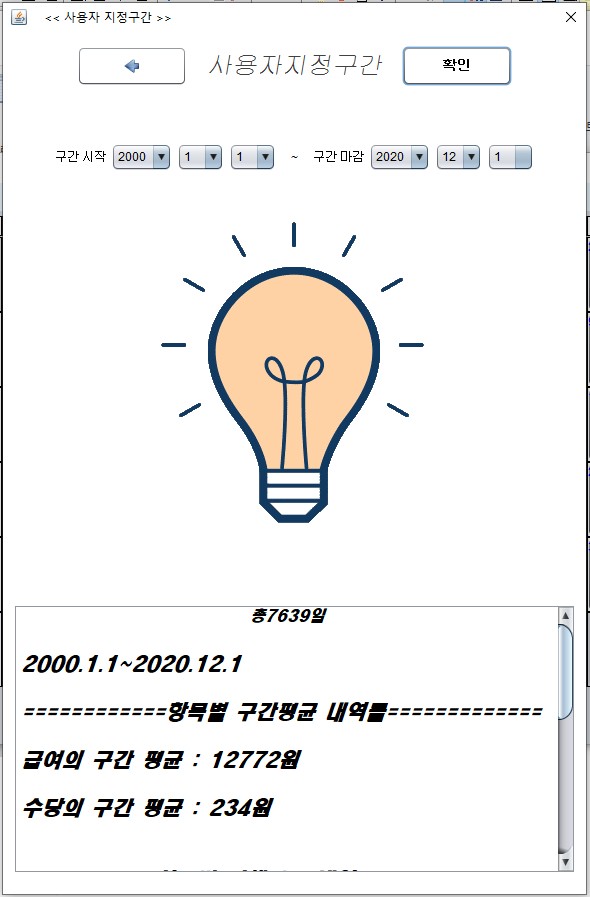 << 사용자 지정구간 >>
사용자지정구간 확인
구간 시작 2000 1 1 ~ 구간 마감 2020 12 1
총7639일
2000.1.1~2020.12.1
============항목별 구간평균 내역들=============
급여의 구간 평균 : 12772원
수당의 구간 평균 : 234원